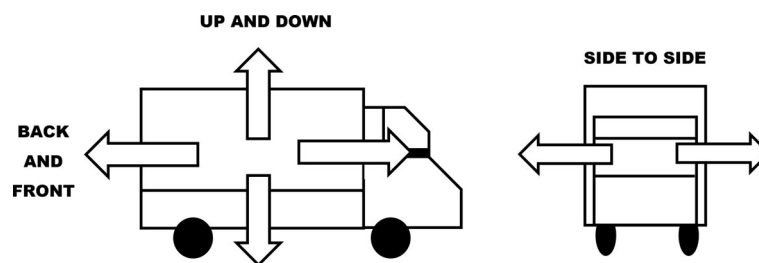 UP AND DOWN
SIDE TO SIDE
BACK
AND
FRONT